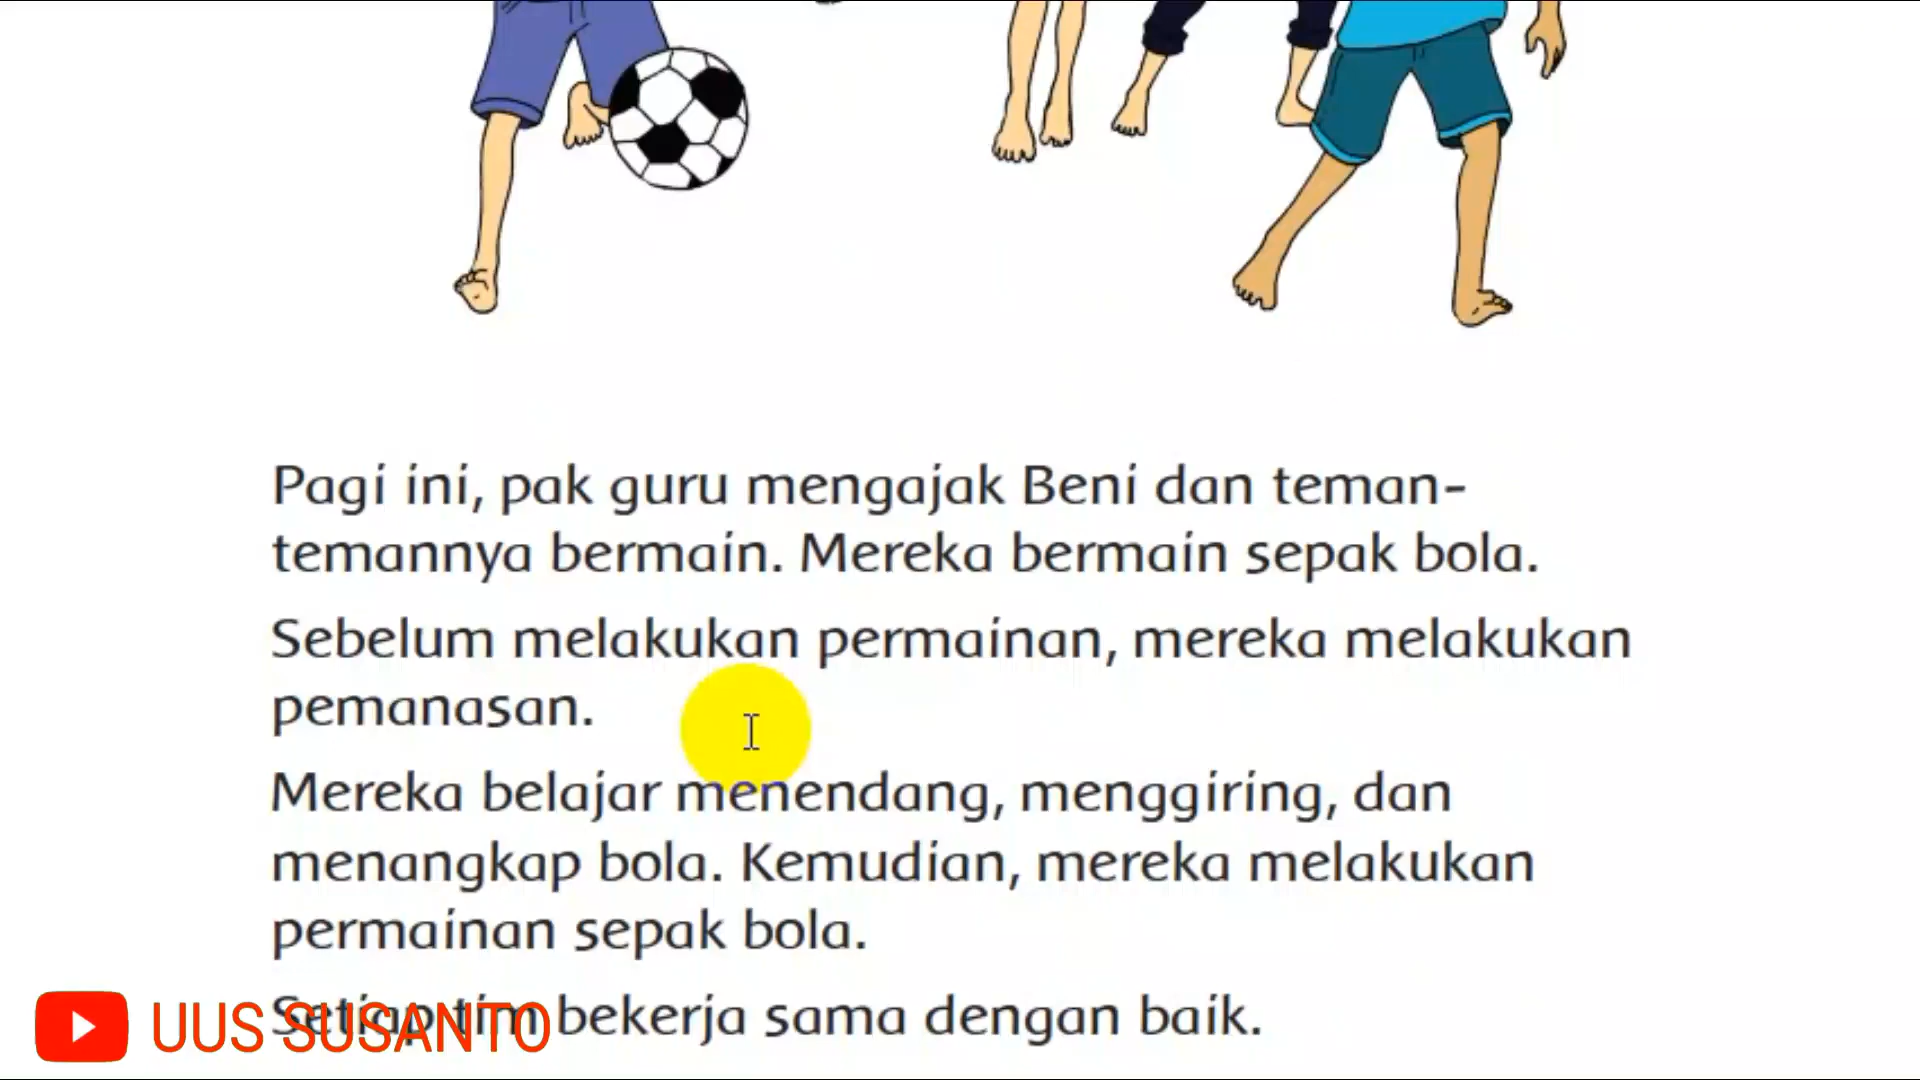 Pagi ini, pak guru mengajak Beni dan teman-
temannya bermain. Mereka bermain sepak bola.
Sebelum melakukan permainan, mereka melakukan
pemanasan.
Mereka belajar menendang, menggiring, dan
menangkap bola. Kemudian, mereka melakukan
permainan sepak bola.
Setiap tim bekerja sama dengan baik.
UUS SUSANTO